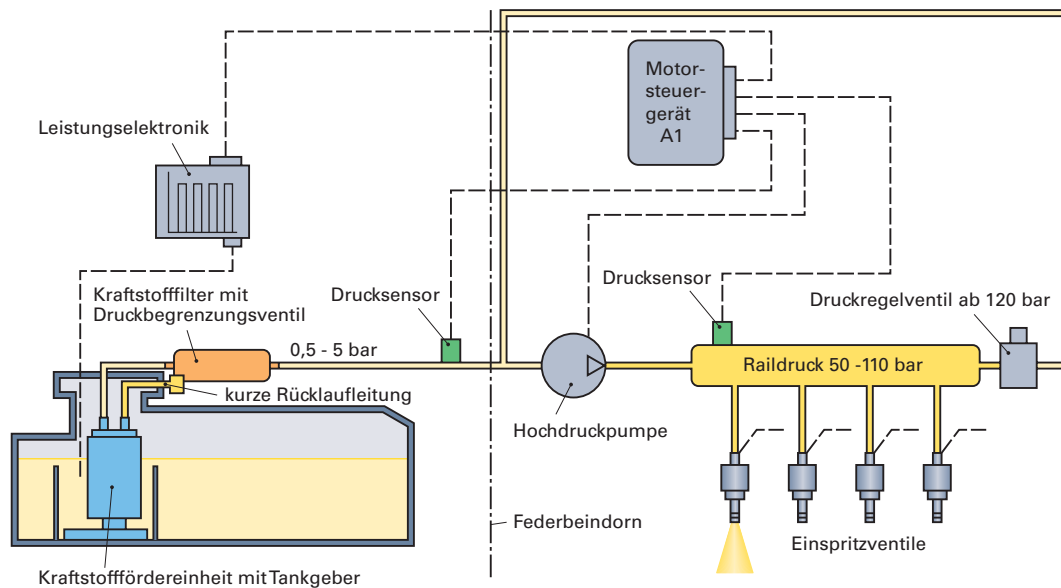 Motor-
steuer-
gerät
A1
Leistungselektronik
Kraftstofffilter mit
Druckbegrenzungsventil
Drucksensor
0,5 - 5 bar
kurze Rücklaufleitung
Drucksensor
Druckregelventil ab 120 bar
Raildruck 50 -110 bar
Hochdruckpumpe
Federbeindorn
Einspritzventile
Kraftstofffördereinheit mit Tankgeber